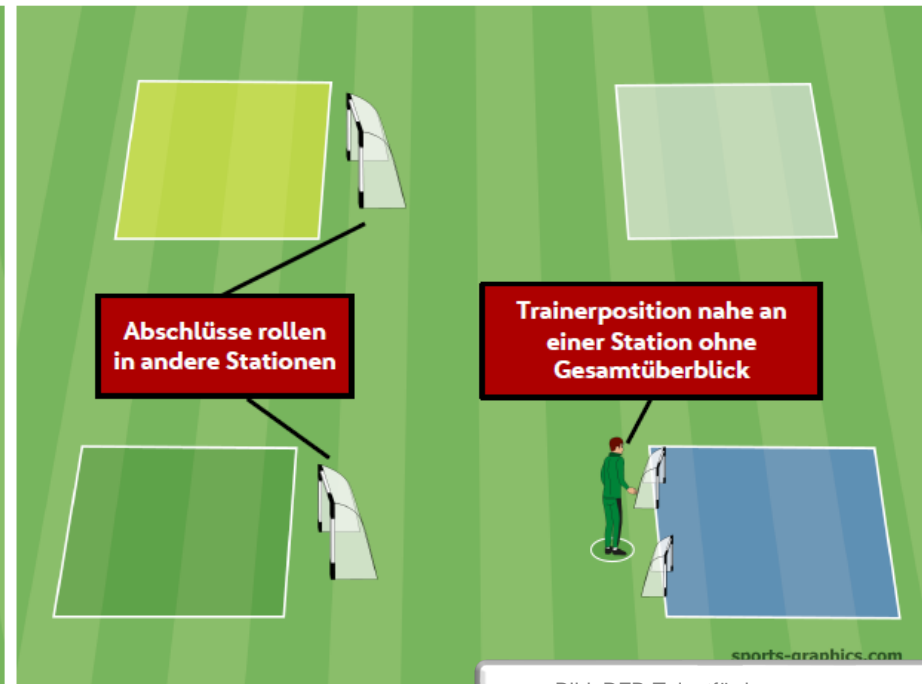 Abschlüsse rollen
in andere Stationen
Trainerposition nahe an
einer Station ohne
Gesamtüberblick
sports-graphics.com